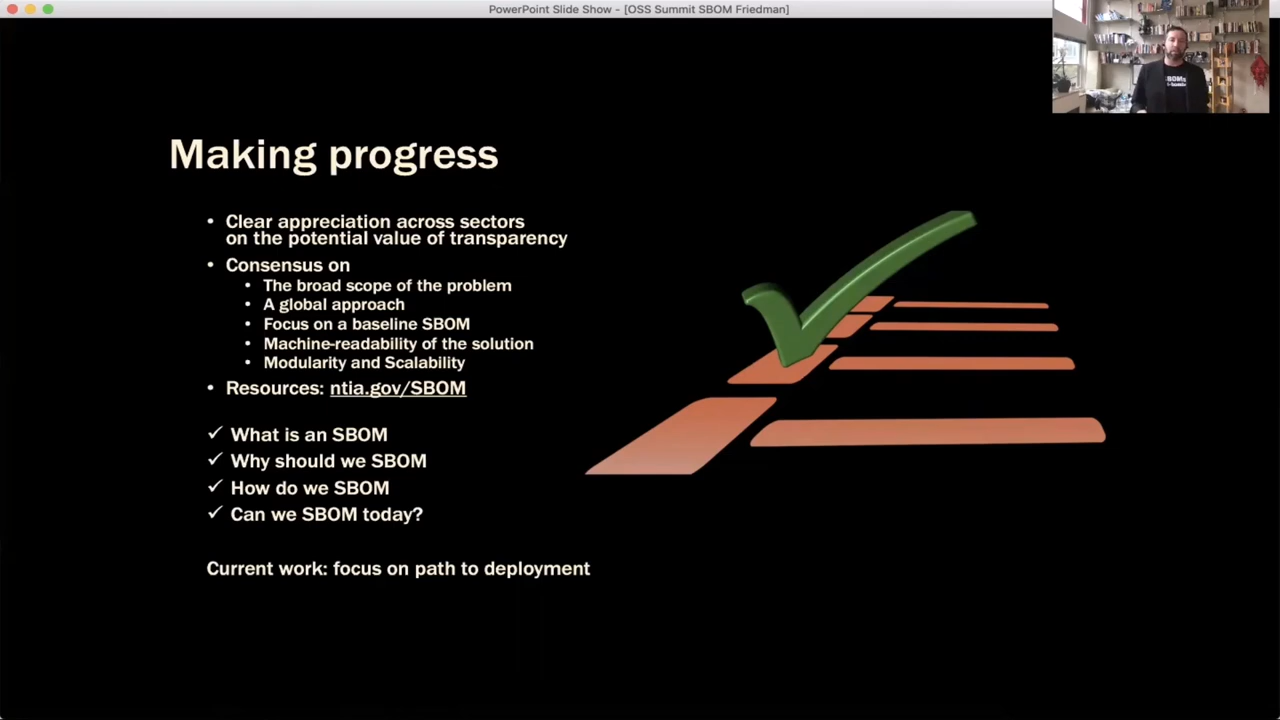 PowerPoint Slide Show - [OSS Summit SBOM Friedman]
Making progress
• Clear appreciation across sectors
on the potential value of transparency
• Consensus on
• The broad scope of the problem
• A global approach
• Focus on a baseline SBOM
• Machine-readability of the solution
• Modularity and Scalability
• Resources: ntia.gov/SBOM
✓ What is an SBOM
✓ Why should we SBOM
✓ How do we SBOM
✓ Can we SBOM today?
Current work: focus on path to deployment